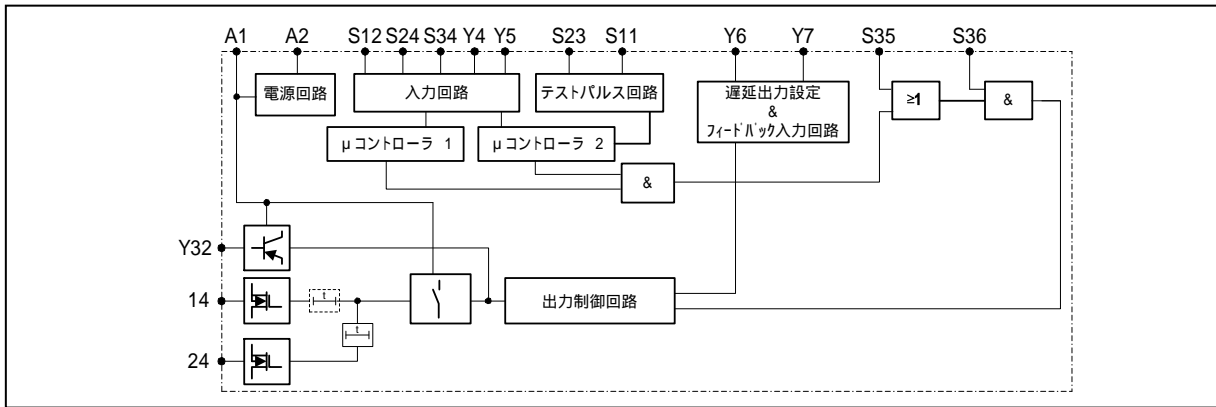 A1 A2 S12 S24 S34 Y4 Y5 S23 S11 Y6 Y7 S35 S36
電源回路
入力回路
テストパルス回路
遅延出力設定
&
フィードバック入力回路
≥1
&
µコントローラ 1
µコントローラ 2
&
Y32
14
t
出力制御回路
t
24